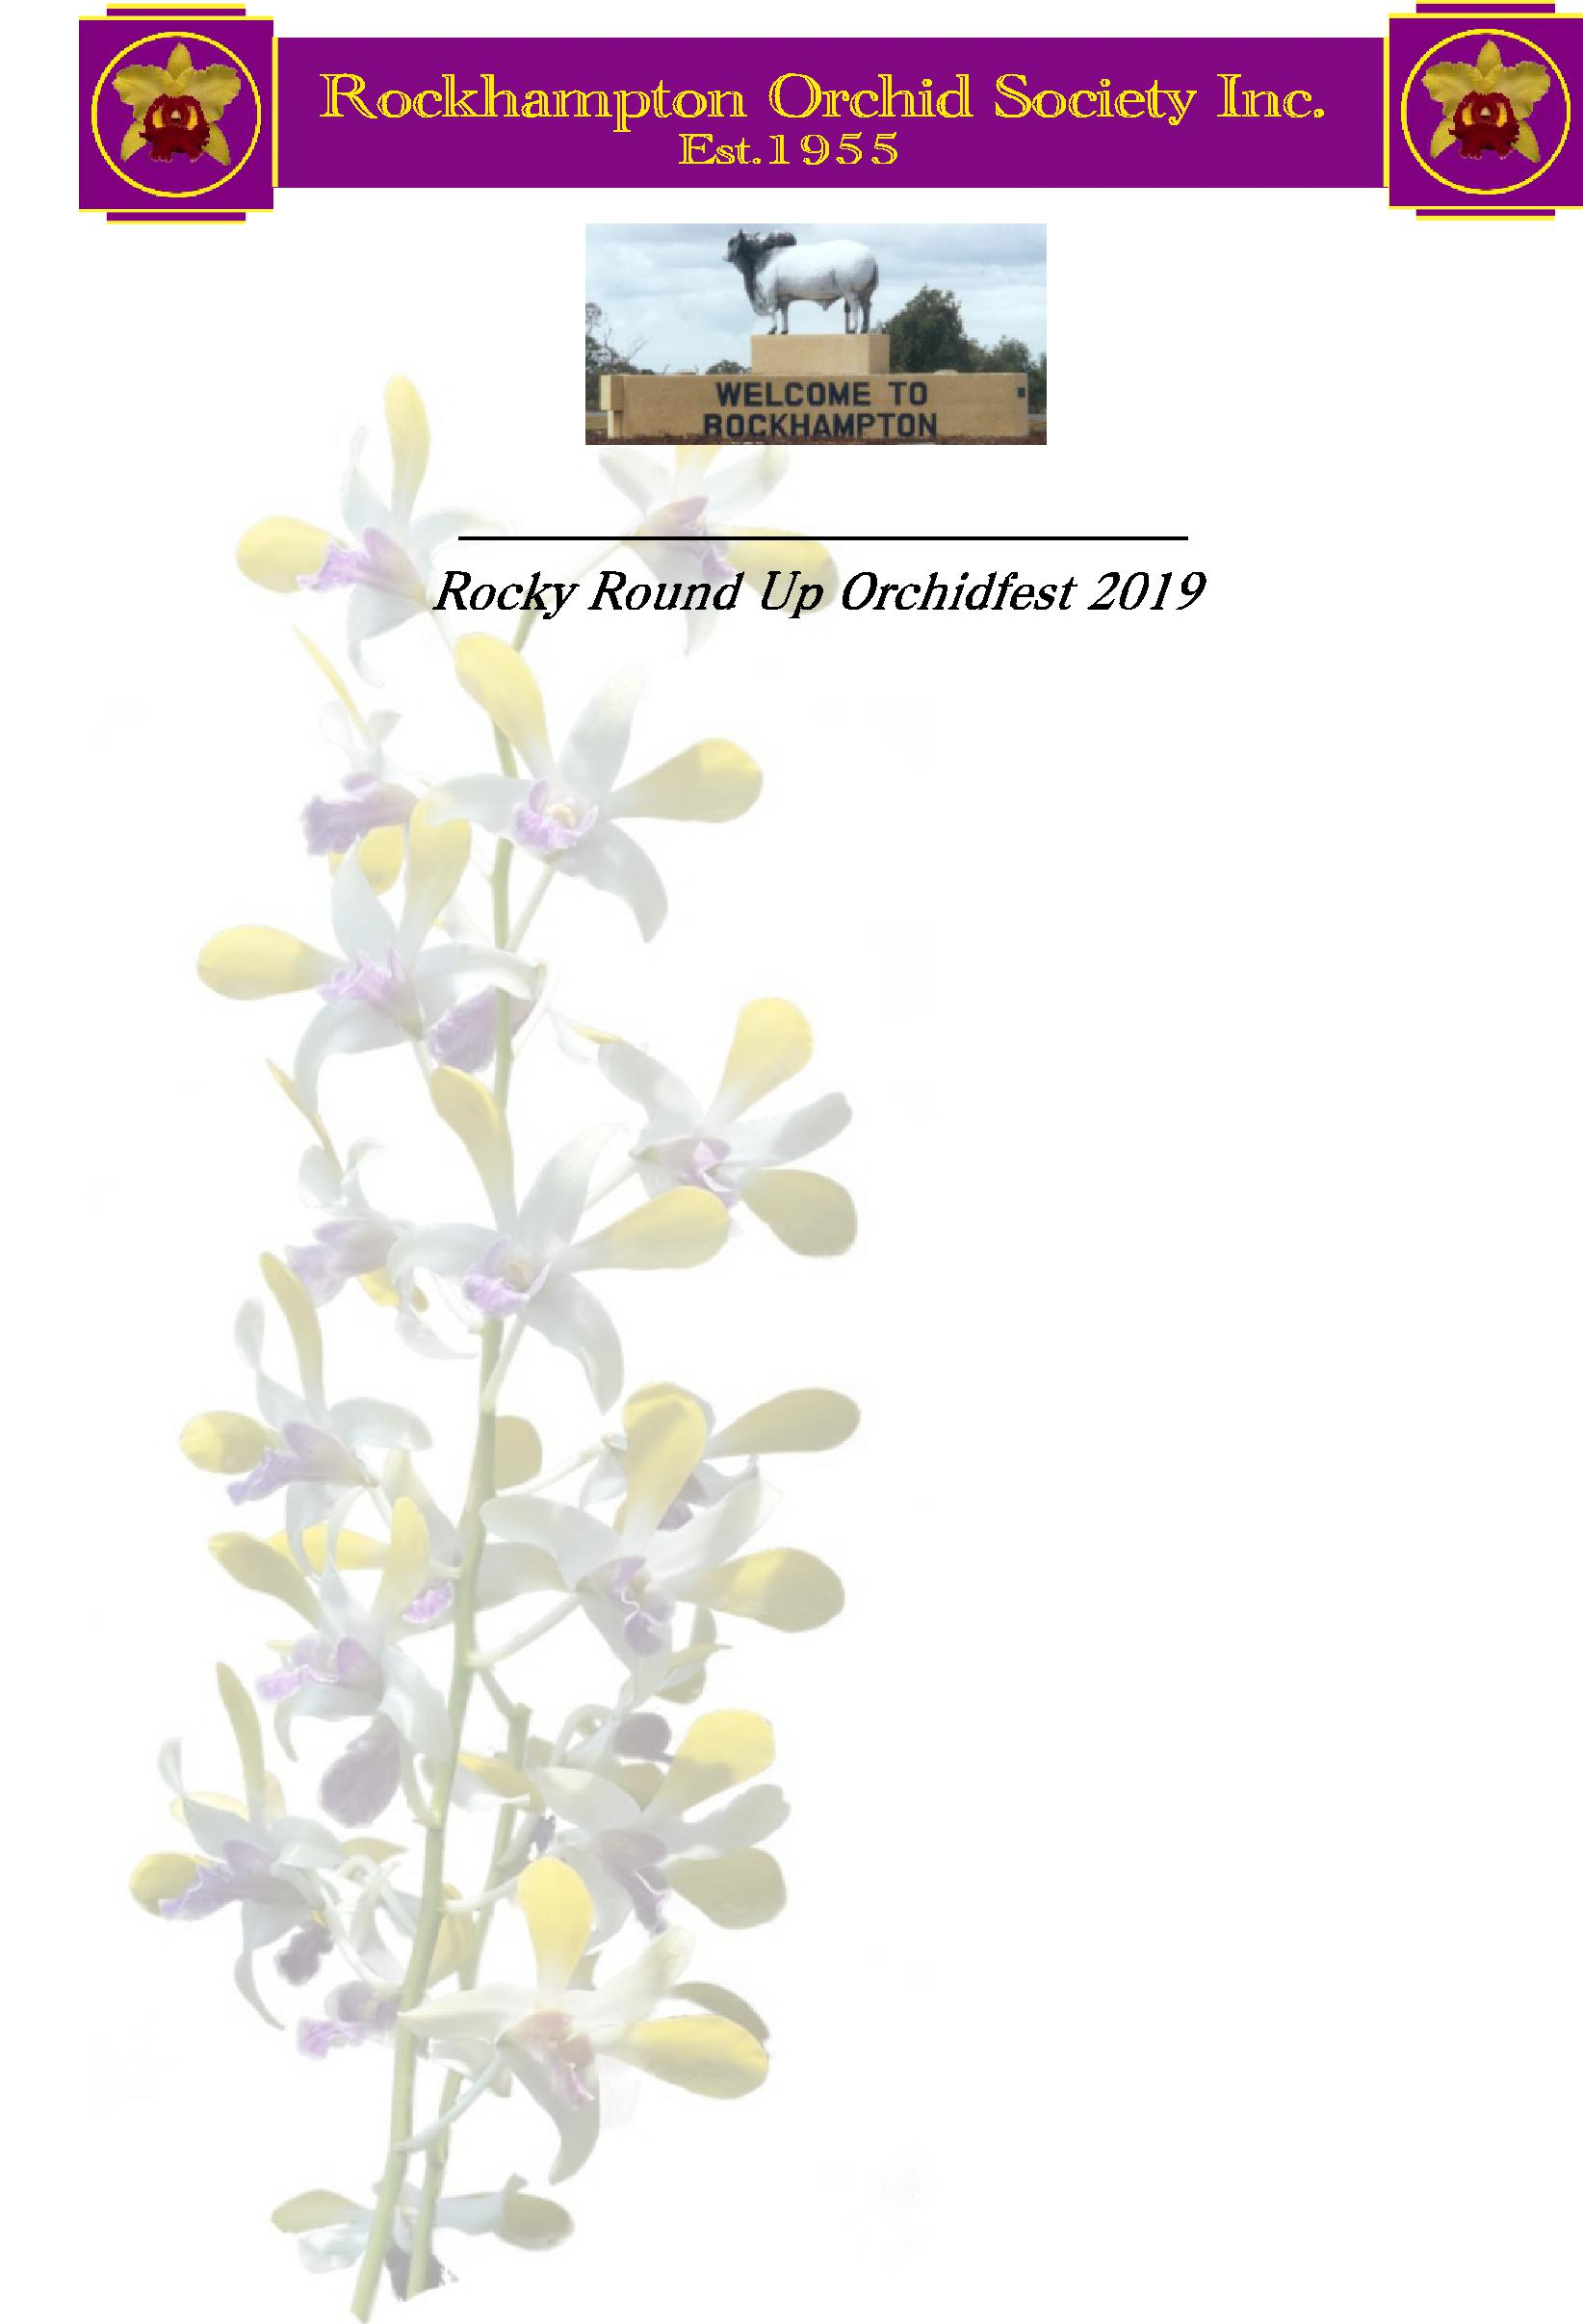 Rockhampton Orchid Society Inc.
Est.1955
WELCOME TO
ROCKHAMPTON
Rocky Round Up Orchidfest 2019